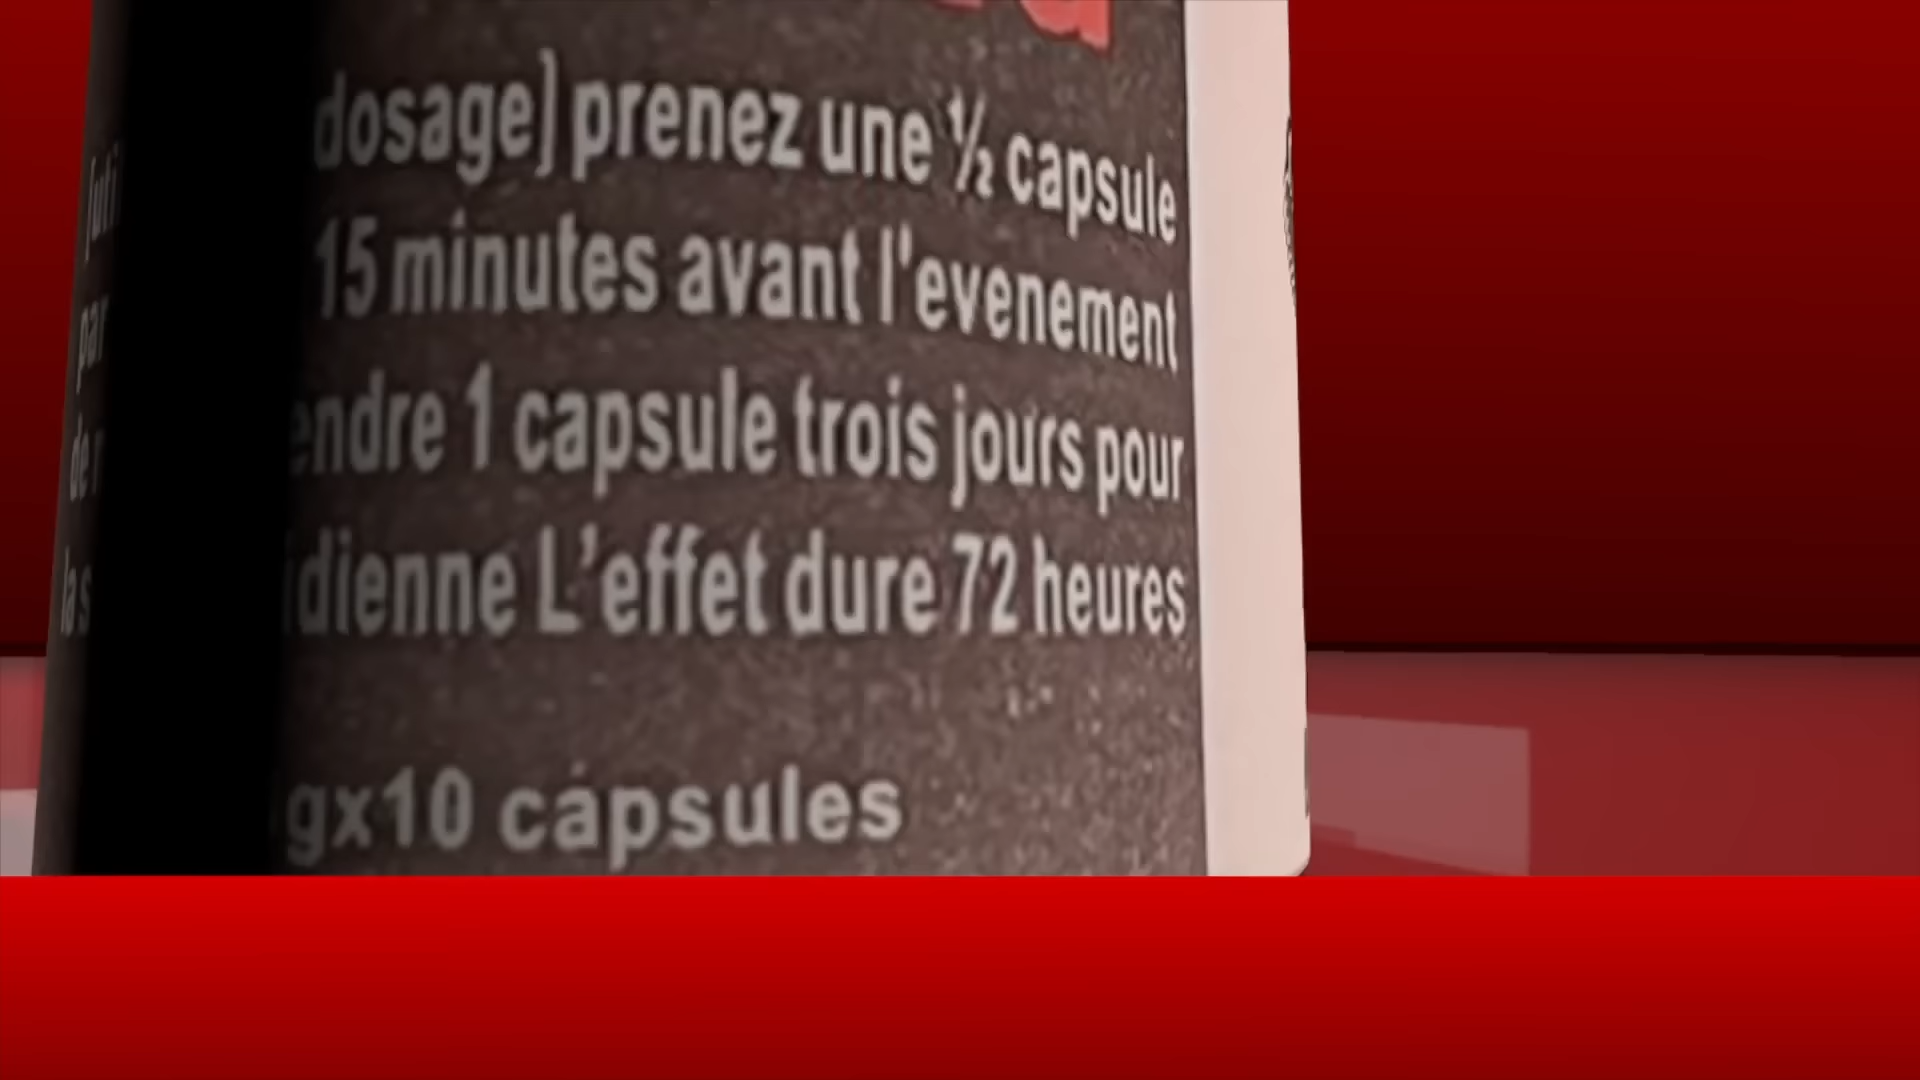 dosage) prenez une ½ capsule
15 minutes avant l'evenement
endre 1 capsule trois jours pour
dienne L'effet dure 72 heures
gx10 capsules